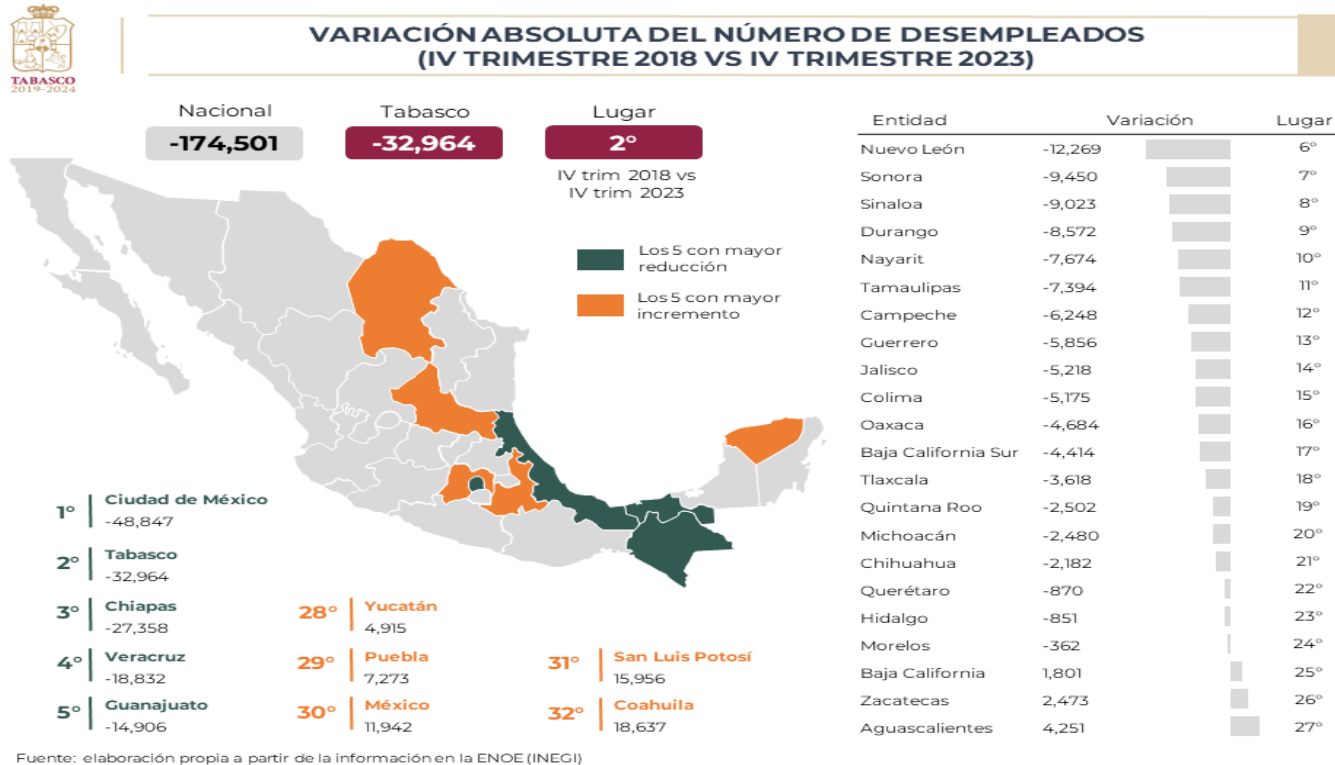 TABASCO
2019-2024
VARIACIÓN ABSOLUTA DEL NÚMERO DE DESEMPLEADOS
(IV TRIMESTRE 2018 VS IV TRIMESTRE 2023)
Nacional
-174,501
Tabasco
-32,964
Lugar
2°
IV trim 2018 vs
IV trim 2023
Los 5 con mayor
reducción
Los 5 con mayor
incremento
1° Ciudad de México
-48,847
2° Tabasco
-32,964
3° Chiapas
-27,358
4° Veracruz
-18,832
5° Guanajuato
-14,906
28° Yucatán
4,915
29° Puebla
7,273
30° México
11,942
31° San Luis Potosí
15,956
32° Coahuila
18,637
Entidad Variación Lugar
Nuevo León -12,269 6°
Sonora -9,450 7°
Sinaloa -9,023 8°
Durango -8,572 9°
Nayarit -7,674 10°
Tamaulipas -7,394 11°
Campeche -6,248 12°
Guerrero -5,856 13°
Jalisco -5,218 14°
Colima -5,175 15°
Oaxaca -4,684 16°
Baja California Sur -4,414 17°
Tlaxcala -3,618 18°
Quintana Roo -2,502 19°
Michoacán -2,480 20°
Chihuahua -2,182 21°
Querétaro -870 22°
Hidalgo -851 23°
Morelos -362 24°
Baja California 1,801 25°
Zacatecas 2,473 26°
Aguascalientes 4,251 27°
Fuente: elaboración propia a partir de la información en la ENOE (INEGI)